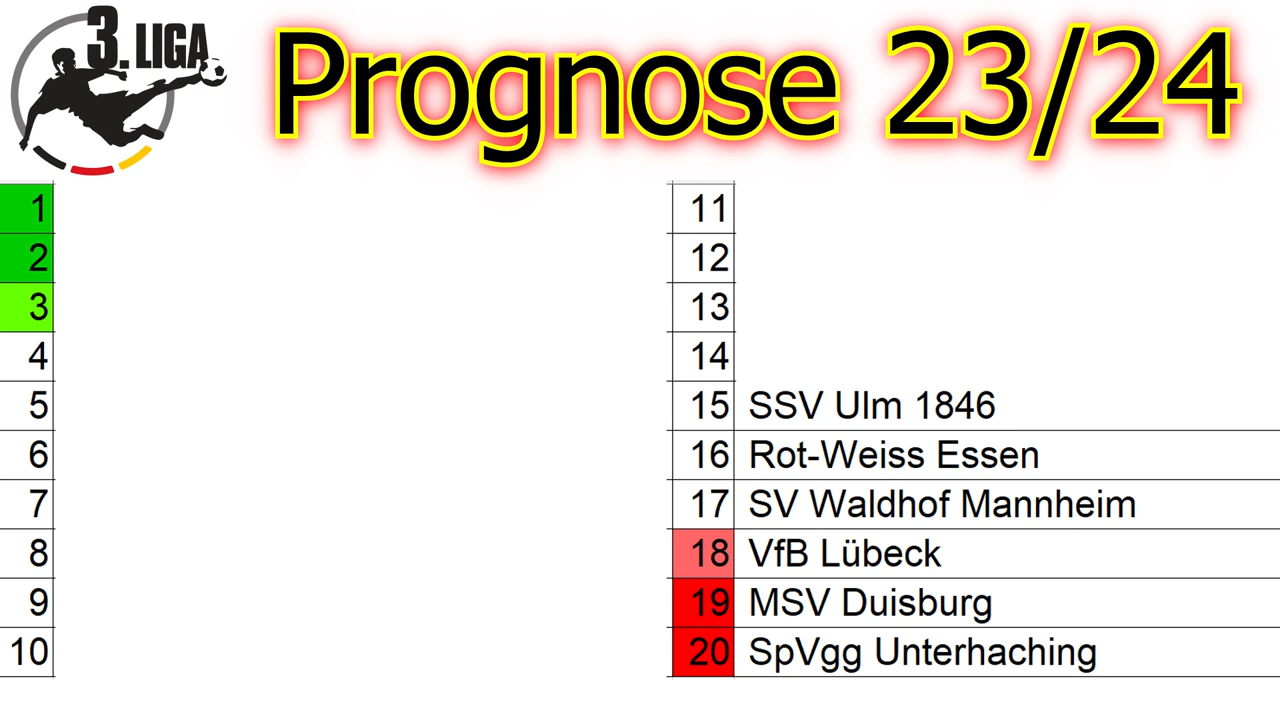 3. LIGA
Prognose 23/24
1
2
3
4
5
6
7
8
9
10
11
12
13
14
15 SSV Ulm 1846
16 Rot-Weiss Essen
17 SV Waldhof Mannheim
18 VfB Lübeck
19 MSV Duisburg
20 SpVgg Unterhaching